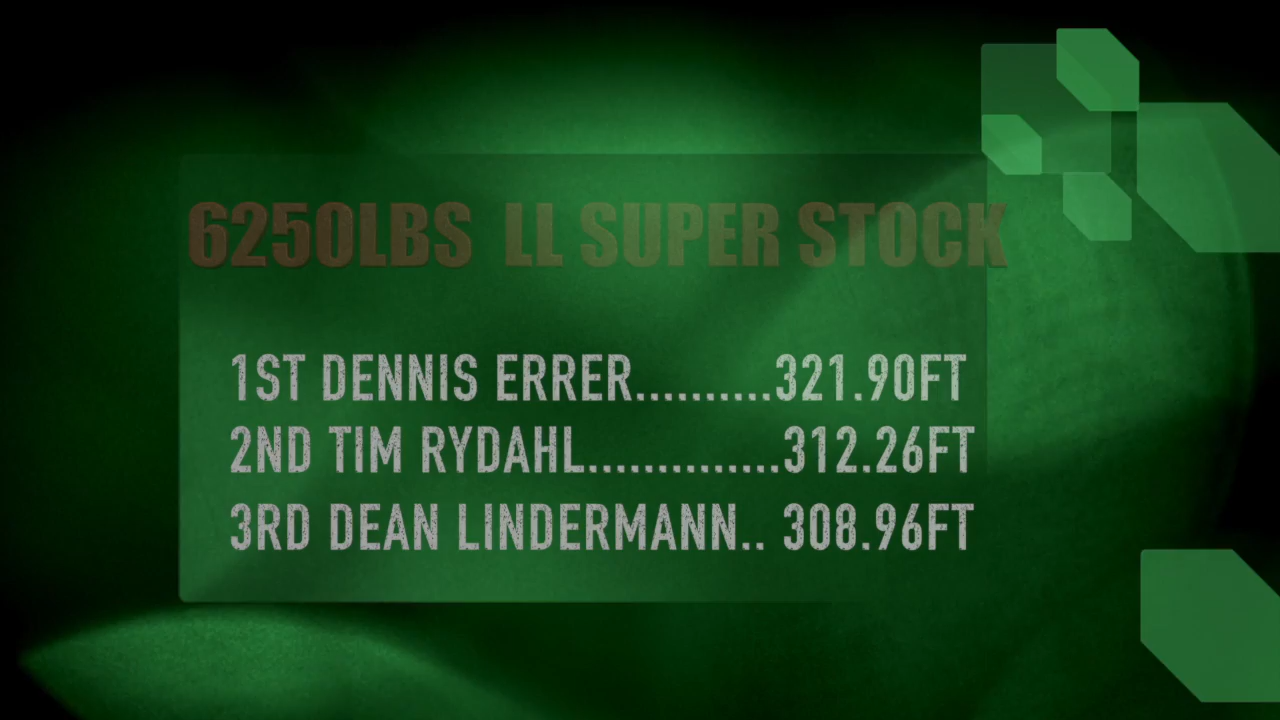 6250LBS LL SUPER STOCK
1ST DENNIS ERRER..........321.90FT
2ND TIM RYDAHL..............312.26FT
3RD DEAN LINDERMANN.. 308.96FT